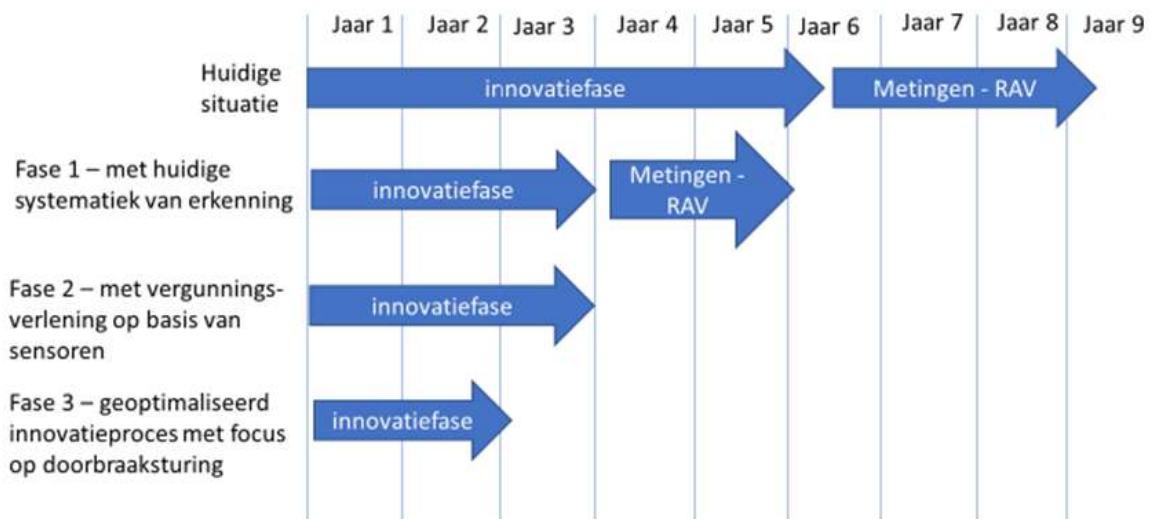 Jaar 1 Jaar 2 Jaar 3 Jaar 4 Jaar 5 Jaar 6 Jaar 7 Jaar 8 Jaar 9
Huidige
situatie
innovatiefase
Metingen - RAV
Fase 1 – met huidige
systematiek van erkenning
innovatiefase
Metingen -
RAV
Fase 2 – met vergunnings-
verlening op basis van
sensoren
innovatiefase
Fase 3 – geoptimaliseerd
innovatieproces met focus
op doorbraaksturing
innovatiefase